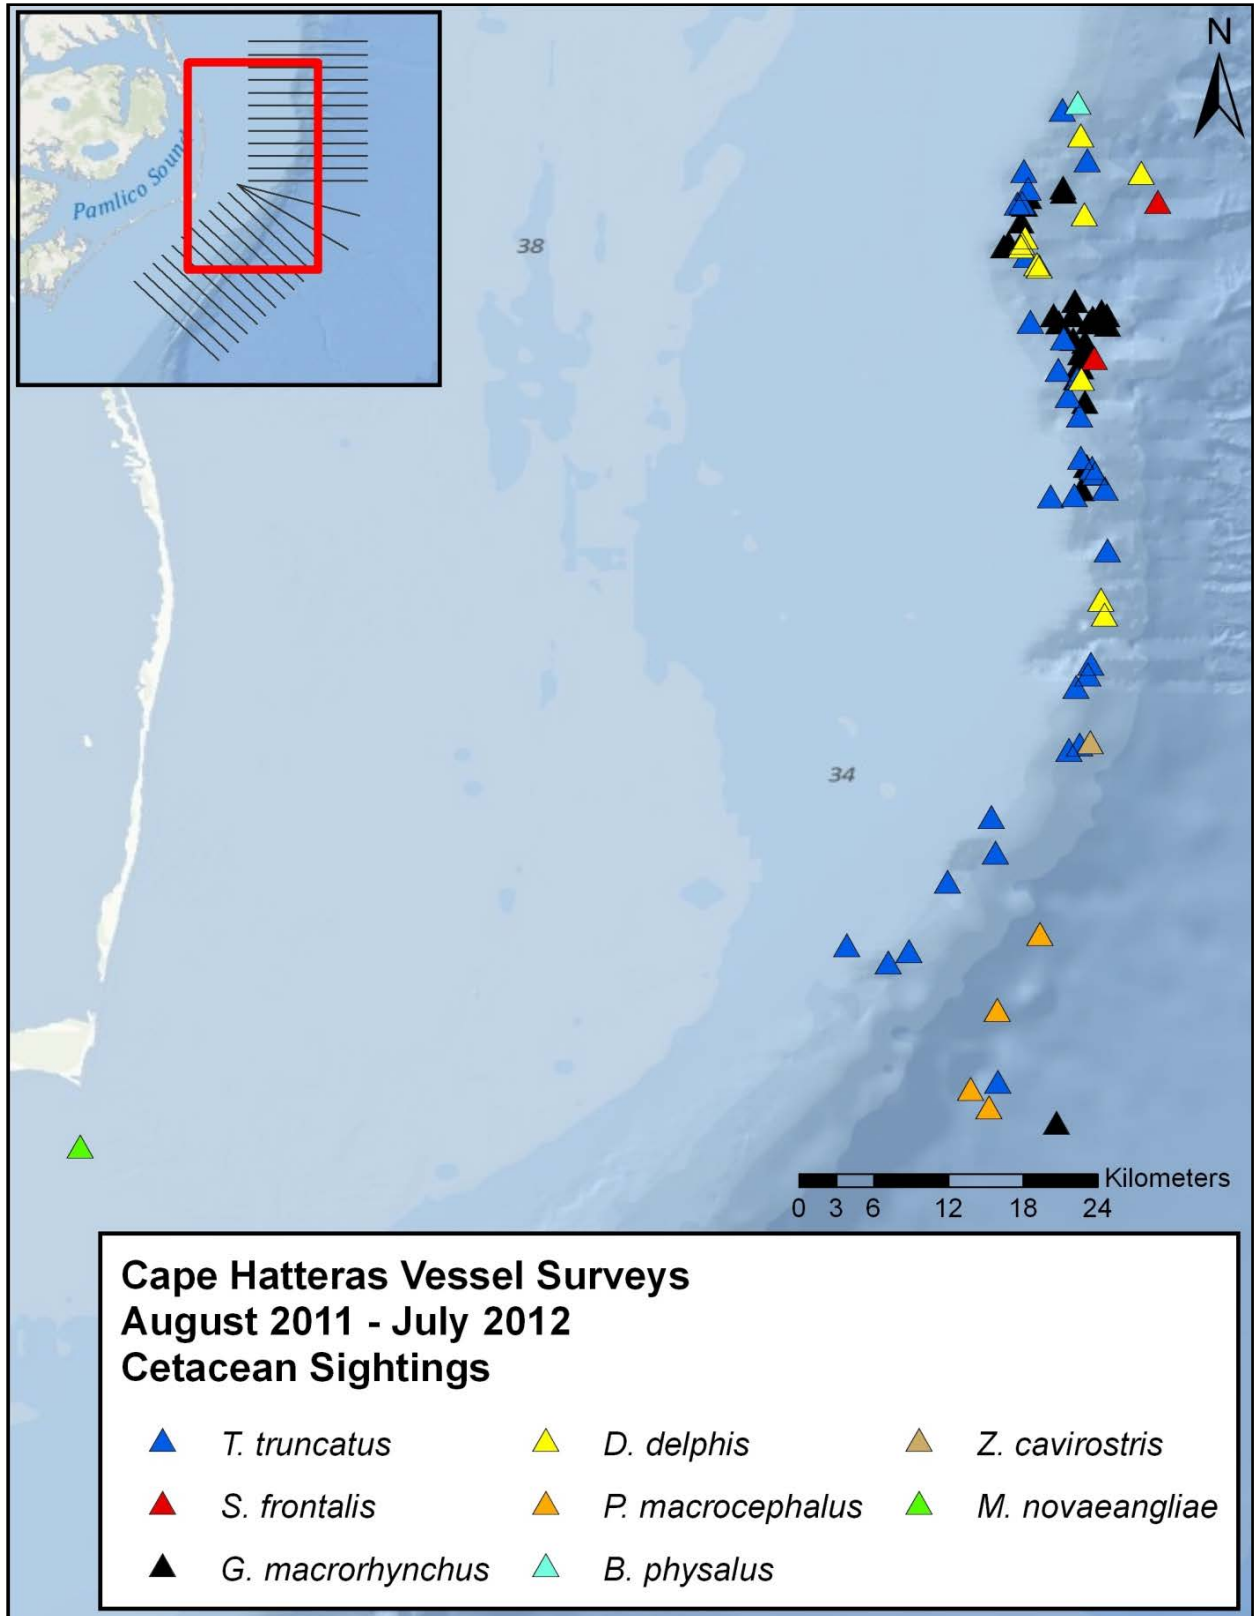 N
Pamlico Sound
38
34
Kilometers
0 3 6 12 18 24
Cape Hatteras Vessel Surveys
August 2011 - July 2012
Cetacean Sightings
T. truncatus D. delphis Z. cavirostris
S. frontalis P. macrocephalus M. novaeangliae
G. macrorhynchus B. physalus